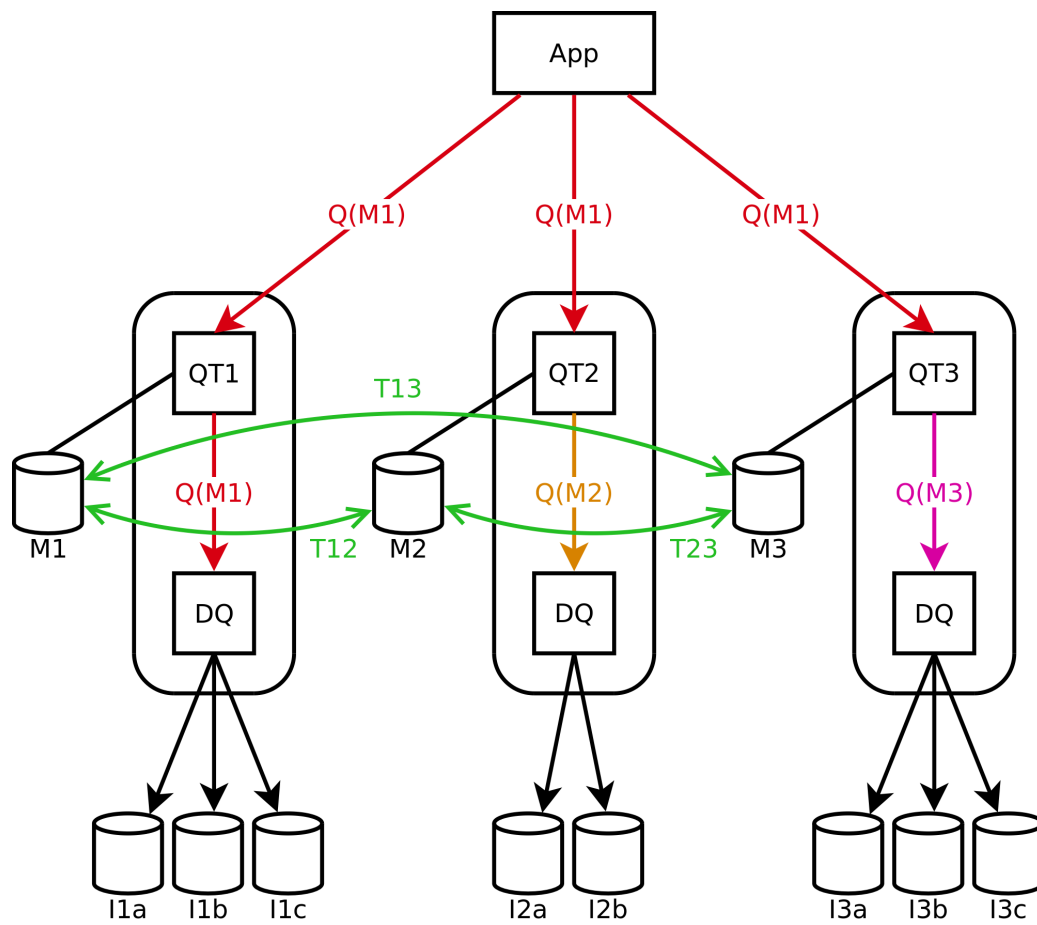 App
Q(M1)
Q(M1)
Q(M1)
QT1
QT2
QT3
T13
Q(M1)
Q(M2)
Q(M3)
M1
T12
M2
T23
M3
DQ
DQ
DQ
I1a
I1b
I1c
I2a
I2b
I3a
I3b
I3c